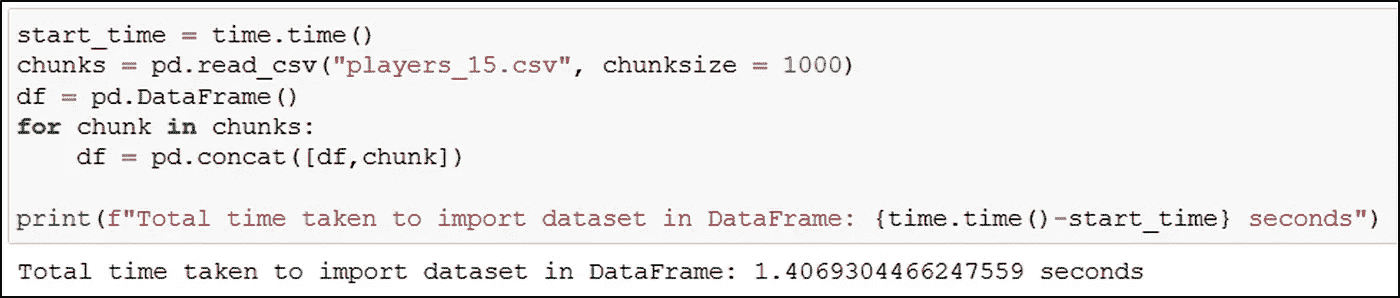 start_time = time.time()
chunks = pd.read_csv("players_15.csv", chunksize = 1000)
df = pd.DataFrame()
for chunk in chunks:
    df = pd.concat([df,chunk])
print(f"Total time taken to import dataset in DataFrame: {time.time()-start_time} seconds")
Total time taken to import dataset in DataFrame: 1.4069304466247559 seconds